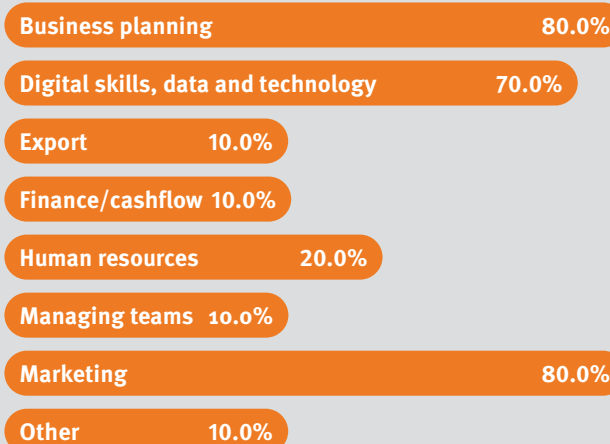 Business planning 80.0%
Digital skills, data and technology 70.0%
Export 10.0%
Finance/cashflow 10.0%
Human resources 20.0%
Managing teams 10.0%
Marketing 80.0%
Other 10.0%